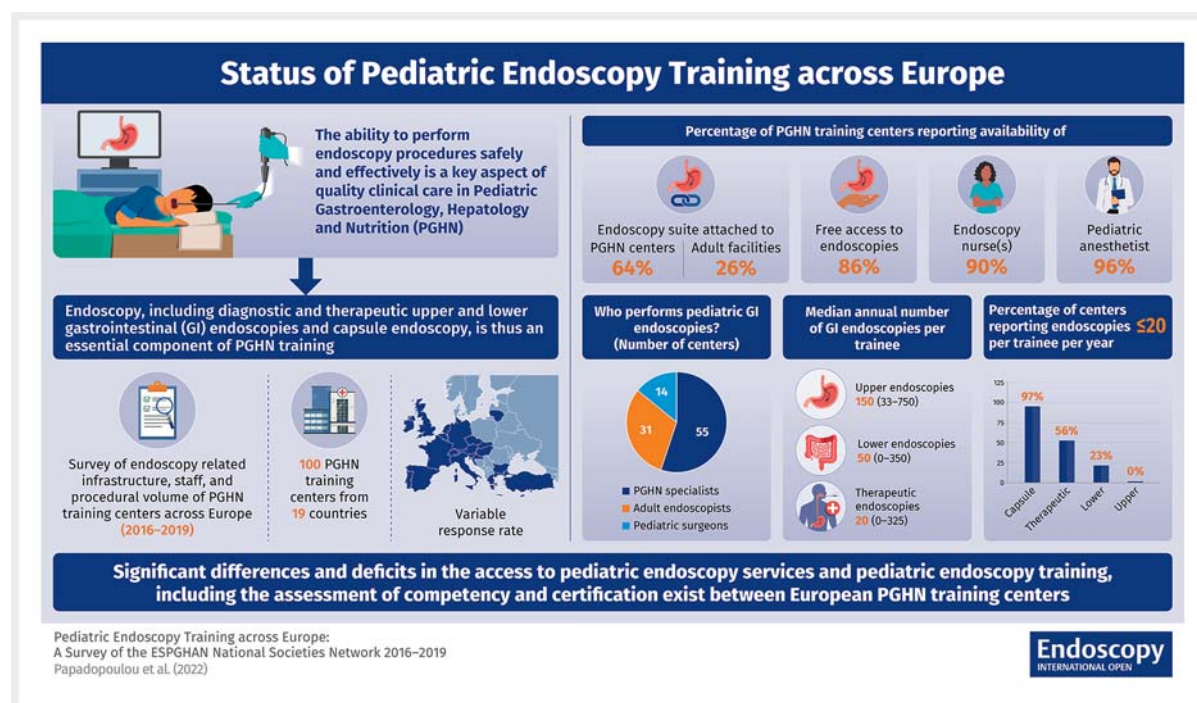 Status of Pediatric Endoscopy Training across Europe
The ability to perform
endoscopy procedures safely
and effectively is a key aspect of
quality clinical care in Pediatric
Gastroenterology, Hepatology
and Nutrition (PGHN)
Endoscopy, including diagnostic and therapeutic upper and lower
gastrointestinal (GI) endoscopies and capsule endoscopy, is thus an
essential component of PGHN training
Survey of endoscopy related
infrastructure, staff, and
procedural volume of PGHN
training centers across Europe
(2016–2019)
100 PGHN
training
centers from
19 countries
Variable
response rate
Percentage of PGHN training centers reporting availability of
Endoscopy suite attached to
PGHN centers
64%
Adult facilities
26%
Free access to
endoscopies
86%
Endoscopy
nurse(s)
90%
Pediatric
anesthetist
96%
Who performs pediatric GI
endoscopies?
(Number of centers)
14
31
55
PGHN specialists
Adult endoscopists
Pediatric surgeons
Median annual number
of GI endoscopies per
trainee
Upper endoscopies
150 (33–750)
Lower endoscopies
50 (0–350)
Therapeutic
endoscopies
20 (0–325)
Percentage of centers
reporting endoscopies ≤20
per trainee per year
125
100
75
50
25
0
97%
56%
23%
0%
Capsule
Therapeutic
Lower
Upper
Significant differences and deficits in the access to pediatric endoscopy services and pediatric endoscopy training,
including the assessment of competency and certification exist between European PGHN training centers
Pediatric Endoscopy Training across Europe:
A Survey of the ESPGHAN National Societies Network 2016–2019
Papadopoulou et al. (2022)
Endoscopy
INTERNATIONAL OPEN